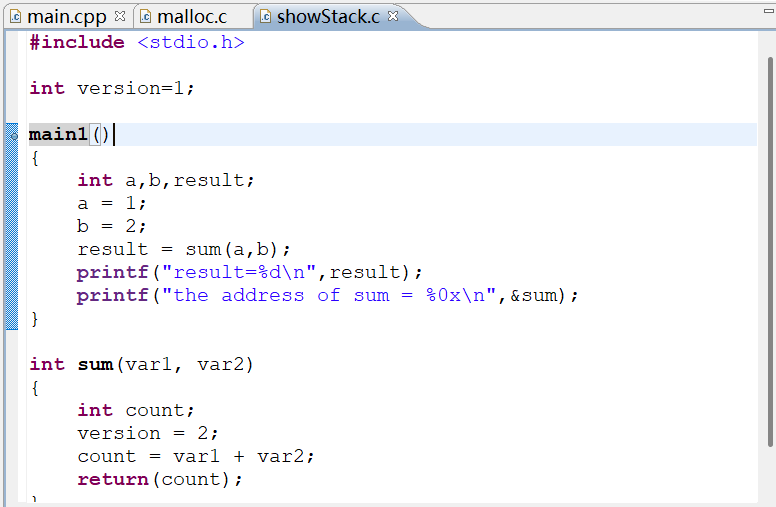 main.cpp malloc.c showStack.c
#include <stdio.h>
int version=1;
main1()
{
    int a,b,result;
    a = 1;
    b = 2;
    result = sum(a,b);
    printf("result=%d\n",result);
    printf("the address of sum = %0x\n",&sum);
}
int sum(var1, var2)
{
    int count;
    version = 2;
    count = var1 + var2;
    return(count);
}